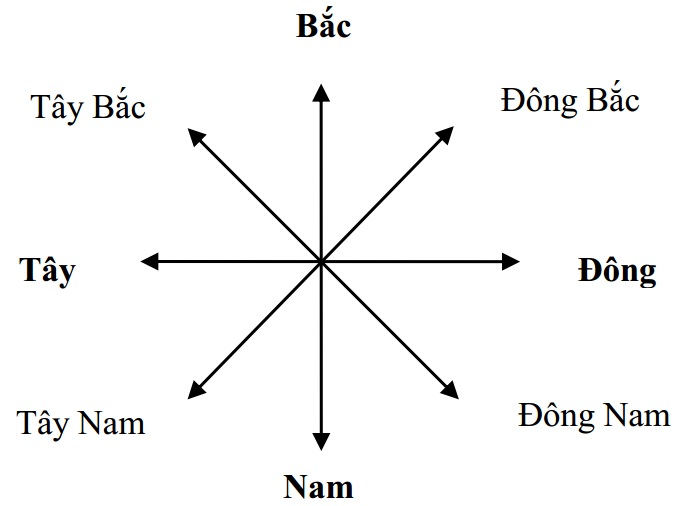 Bắc
Tây Bắc
Đông Bắc
Tây
Đông
Tây Nam
Đông Nam
Nam